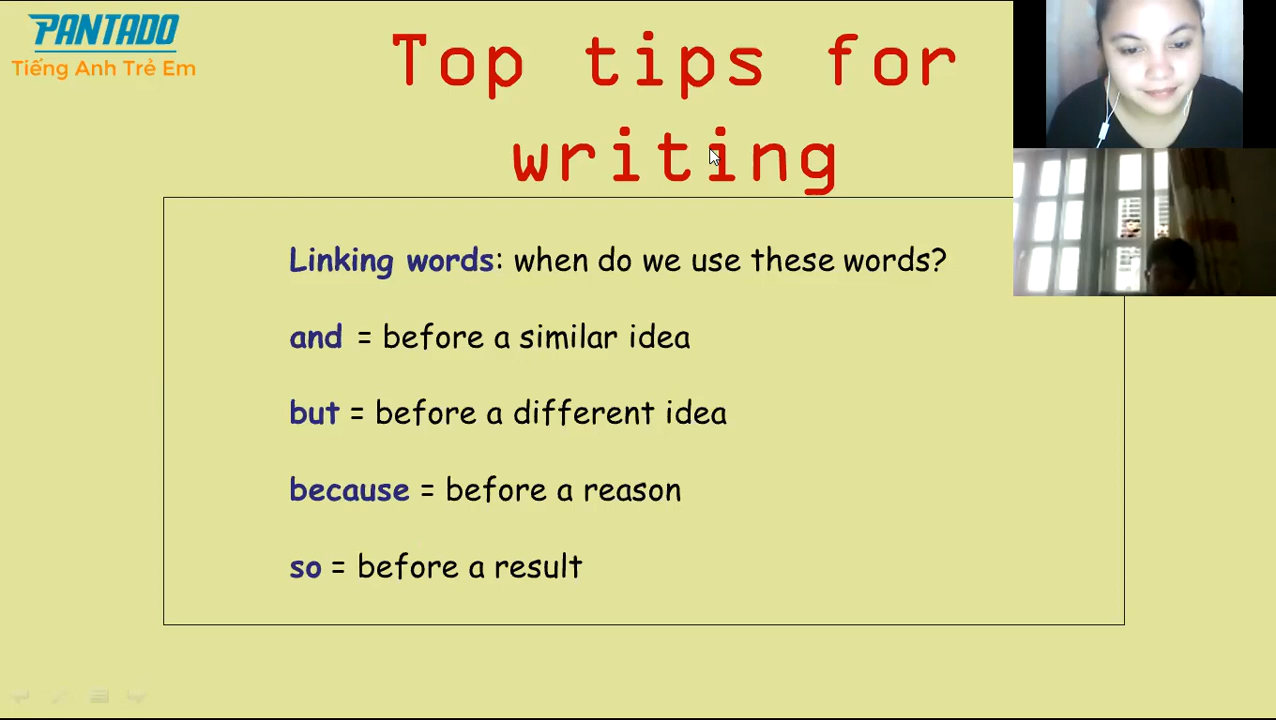 PANTADO
Tiếng Anh Trẻ Em
Top tips for
writing
Linking words: when do we use these words?
and = before a similar idea
but = before a different idea
because = before a reason
so = before a result